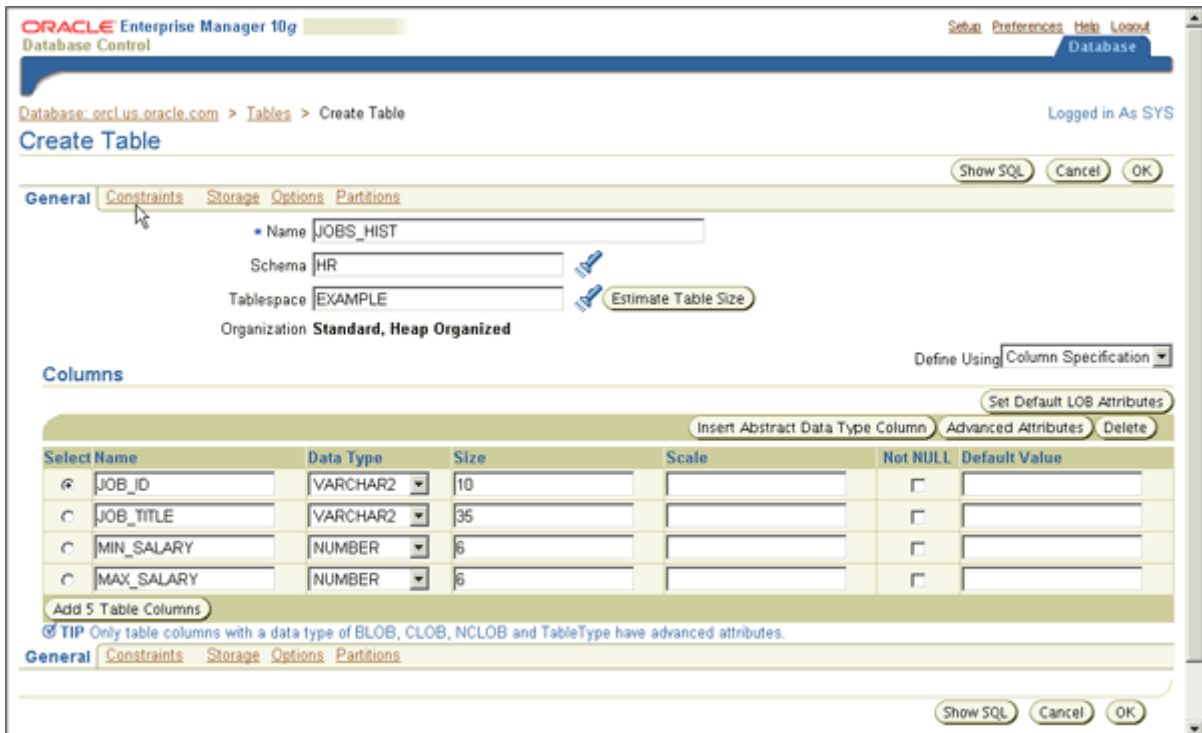 ORACLE Enterprise Manager 10g
Database Control
Setup Preferences Help Logout
Database
Database: orcl.us.oracle.com > Tables > Create Table
Logged in As SYS
Create Table
Show SQL Cancel OK
General Constraints Storage Options Partitions
* Name JOBS_HIST
Schema HR
Tablespace EXAMPLE Estimate Table Size
Organization Standard, Heap Organized
Define Using Column Specification
Columns
Set Default LOB Attributes
Insert Abstract Data Type Column Advanced Attributes Delete
Select Name Data Type Size Scale Not NULL Default Value
JOB_ID VARCHAR2 10
JOB_TITLE VARCHAR2 35
MIN_SALARY NUMBER 6
MAX_SALARY NUMBER 6
Add 5 Table Columns
TIP Only table columns with a data type of BLOB, CLOB, NCLOB and TableType have advanced attributes.
General Constraints Storage Options Partitions
Show SQL Cancel OK